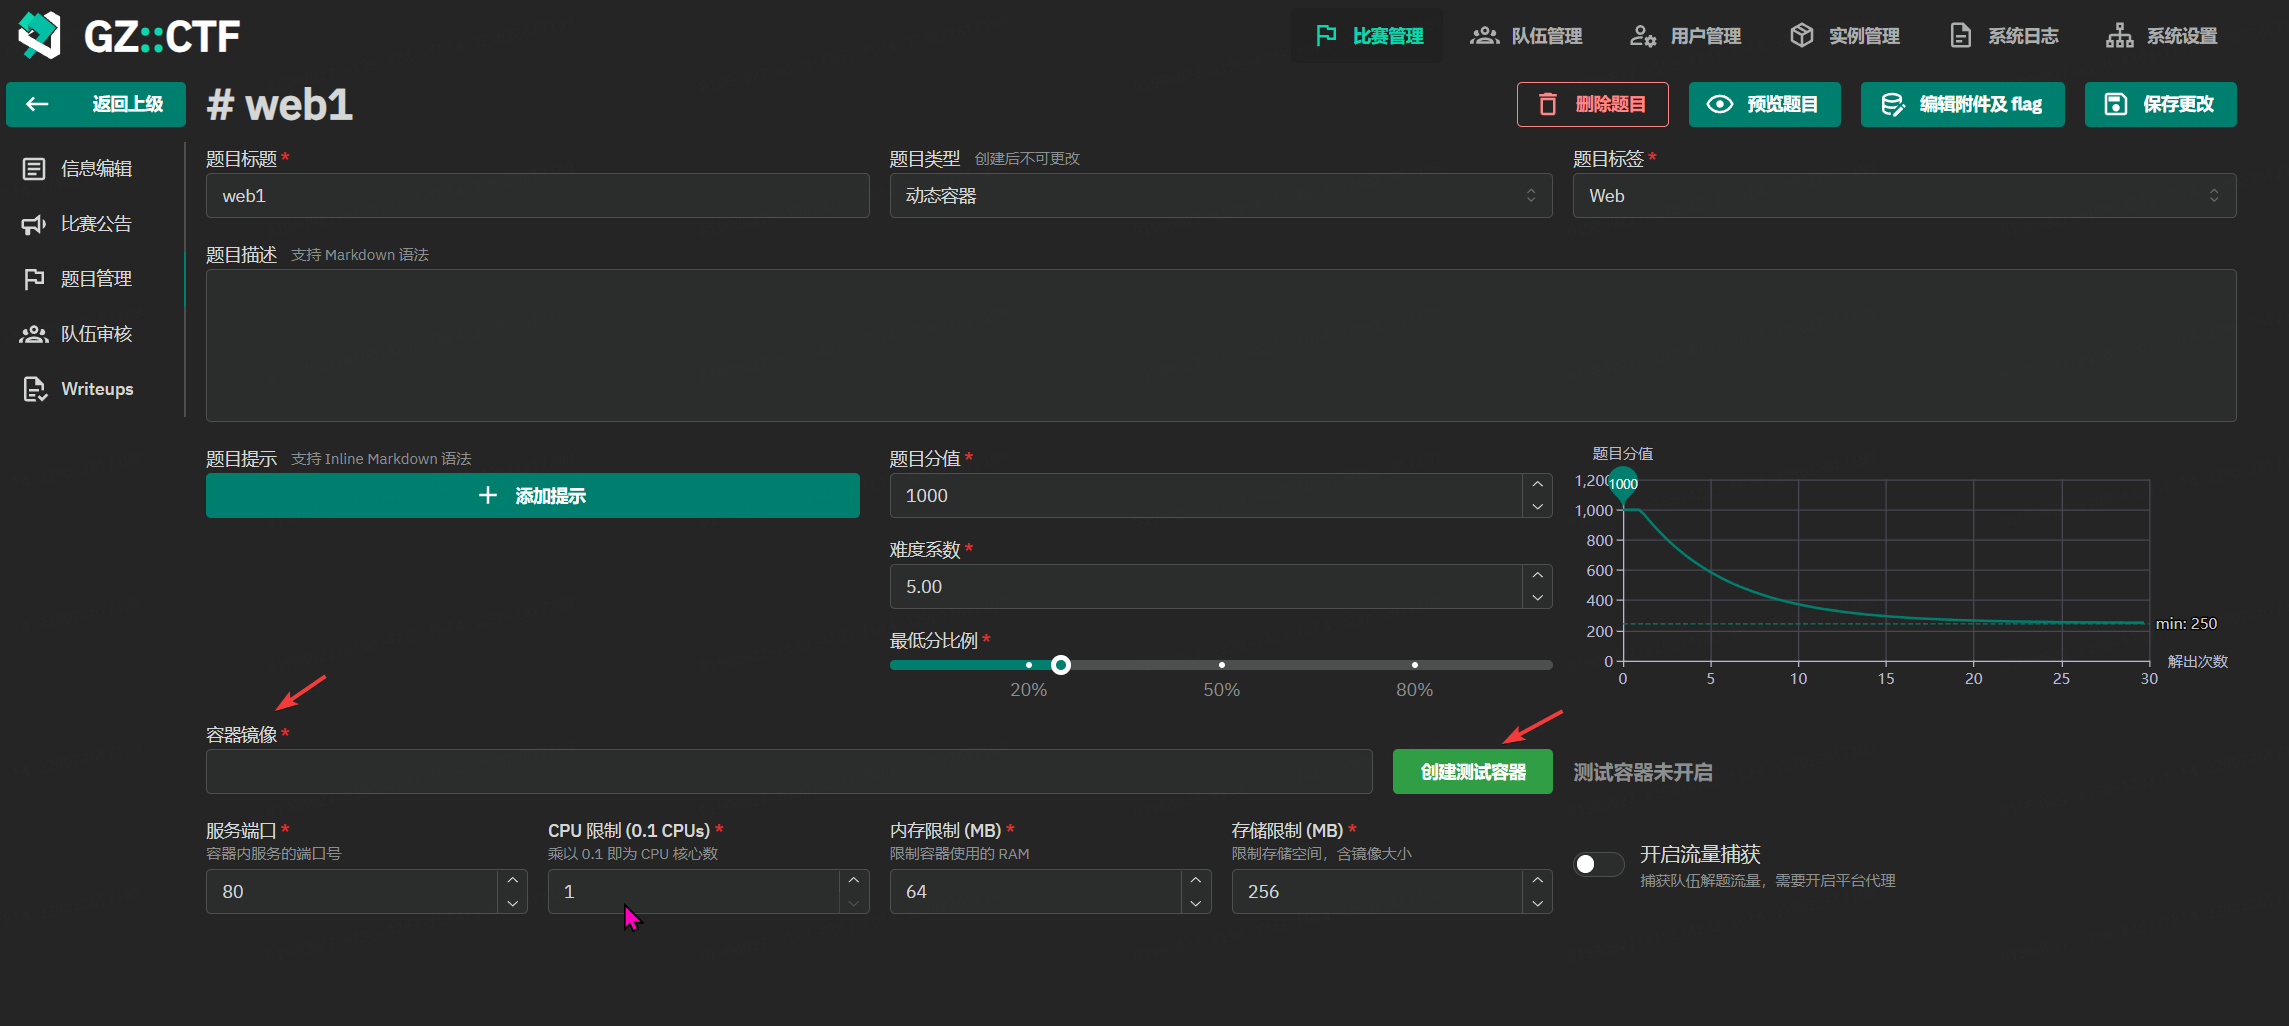 GZ::CTF
比赛管理
队伍管理
用户管理
实例管理
系统日志
系统设置
返回上级
# web1
删除题目
预览题目
编辑附件及 flag
保存更改
信息编辑
比赛公告
题目管理
队伍审核
Writeups
题目标题 *
web1
题目类型 创建后不可更改
动态容器
题目标签 *
Web
题目描述 支持 Markdown 语法
题目提示 支持 Inline Markdown 语法
添加提示
题目分值 *
1000
难度系数 *
5.00
最低分比例 *
20%
50%
80%
题目分值
1000
1,200
1,000
800
600
400
200
0
min: 250
解出次数
0
5
10
15
20
25
30
容器镜像 *
创建测试容器
测试容器未开启
服务端口 *
容器内服务的端口号
80
CPU 限制 (0.1 CPUs) *
乘以 0.1 即为 CPU 核心数
1
内存限制 (MB) *
限制容器使用的 RAM
64
存储限制 (MB) *
限制存储空间，含镜像大小
256
开启流量捕获
捕获队伍解题流量，需要开启平台代理